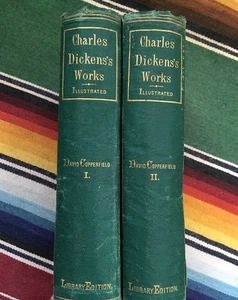 Charles
Dickens's
Works
ILLUSTRATED
DAVID COPPERFIELD
I.
LIBRARY EDITION.
Charles
Dickens's
Works
ILLUSTRATED
DAVID COPPERFIELD
II.
LIBRARY EDITION.